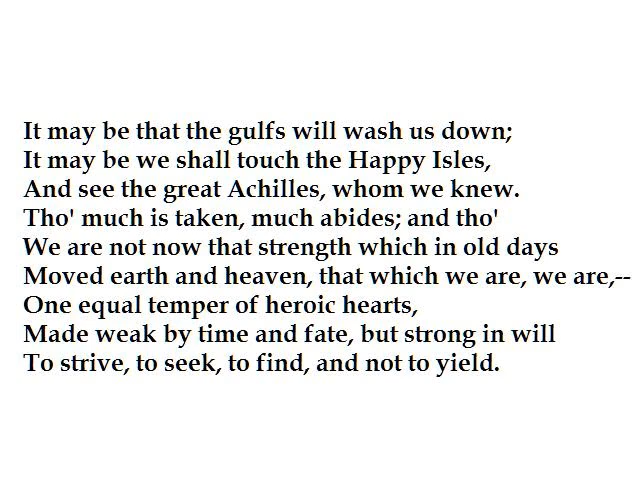 It may be that the gulfs will wash us down;
It may be we shall touch the Happy Isles,
And see the great Achilles, whom we knew.
Tho' much is taken, much abides; and tho'
We are not now that strength which in old days
Moved earth and heaven, that which we are, we are,--
One equal temper of heroic hearts,
Made weak by time and fate, but strong in will
To strive, to seek, to find, and not to yield.